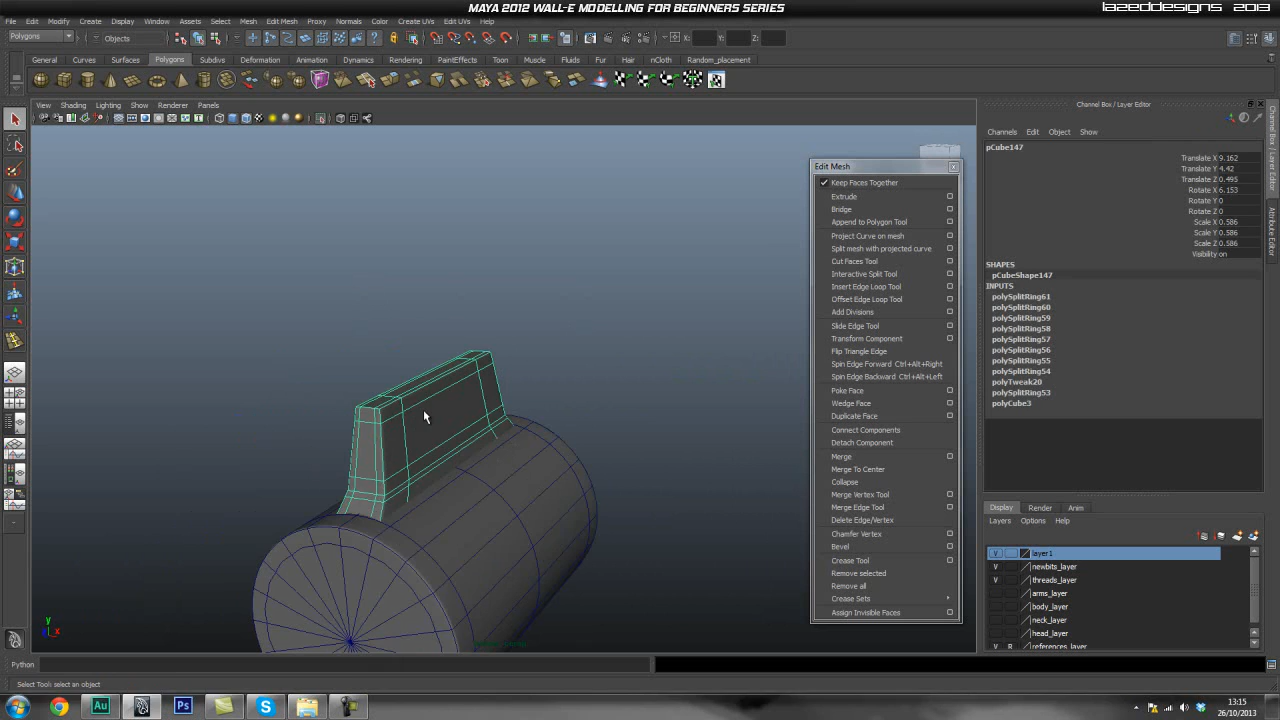 MAYA 2012 WALL-E MODELLING FOR BEGINNERS SERIES
LAZEDDESIGNS 2013
File Edit Modify Create Display Window Assets Select Mesh Edit Mesh Proxy Normals Color Create UVs Edit UVs Help
Polygons Objects X: Y: Z:
General Curves Surfaces Polygons Subdivs Deformation Animation Dynamics Rendering PaintEffects Toon Muscle Fluids Fur Hair nCloth Random_placement
View Shading Lighting Show Renderer Panels
Channel Box / Layer Editor
Channels Edit Object Show
pCube147
Translate X 9.162
Translate Y 4.42
Translate Z 0.495
Rotate X 6.153
Rotate Y 0
Rotate Z 0
Scale X 0.586
Scale Y 0.586
Scale Z 0.586
Visibility on
SHAPES
pCubeShape147
INPUTS
polySplitRing61
polySplitRing60
polySplitRing59
polySplitRing58
polySplitRing57
polySplitRing56
polySplitRing55
polySplitRing54
polyTweak20
polySplitRing53
polyCube3
Channel Box / Layer Editor
Attribute Editor
Edit Mesh
Keep Faces Together
Extrude
Bridge
Append to Polygon Tool
Project Curve on mesh
Split mesh with projected curve
Cut Faces Tool
Interactive Split Tool
Insert Edge Loop Tool
Offset Edge Loop Tool
Add Divisions
Slide Edge Tool
Transform Component
Flip Triangle Edge
Spin Edge Forward Ctrl+Alt+Right
Spin Edge Backward Ctrl+Alt+Left
Poke Face
Wedge Face
Duplicate Face
Connect Components
Detach Component
Merge
Merge To Center
Collapse
Merge Vertex Tool
Merge Edge Tool
Delete Edge/Vertex
Chamfer Vertex
Bevel
Crease Tool
Remove selected
Remove all
Crease Sets
Assign Invisible Faces
Display Render Anim
Layers Options Help
V layer1
V newbits_layer
V threads_layer
arms_layer
body_layer
neck_layer
head_layer
V R references_layer
y
x
Python
Select Tool: select an object
Au Ps S
13:15
26/10/2013